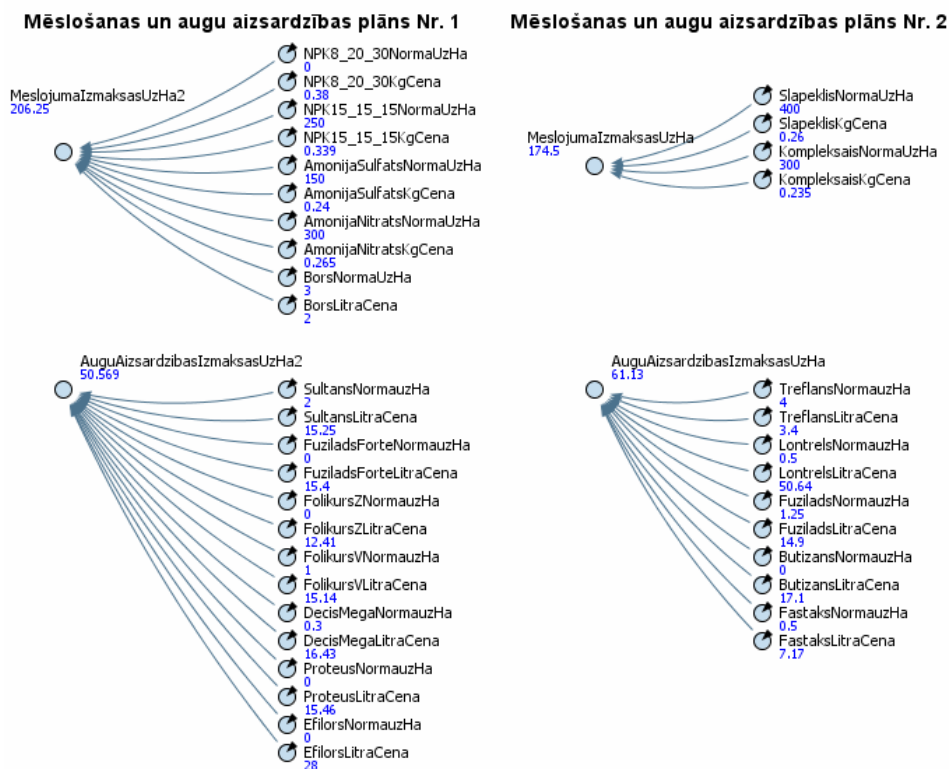 Mēslošanas un augu aizsardzības plāns Nr. 1
MeslojumaIzmaksasUzHa2
206.25
NPK8_20_30NormaUzHa
0
NPK8_20_30KgCena
0.38
NPK15_15_15NormaUzHa
250
NPK15_15_15KgCena
0.339
AmonijaSulfatsNormaUzHa
150
AmonijaSulfatsKgCena
0.24
AmonijaNitratsNormaUzHa
300
AmonijaNitratsKgCena
0.265
BorsNormaUzHa
3
BorsLitraCena
2
AuguAizsardzibasIzmaksasUzHa2
50.569
SultansNormauzHa
2
SultansLitraCena
15.25
FuziladsForteNormauzHa
0
FuziladsForteLitraCena
15.4
FolikursZNormauzHa
0
FolikursZLitraCena
12.41
FolikursVNormauzHa
1
FolikursVLitraCena
15.14
DecisMegaNormauzHa
0.3
DecisMegaLitraCena
16.43
ProteusNormauzHa
0
ProteusLitraCena
15.46
EfilorsNormauzHa
0
EfilorsLitraCena
28
Mēslošanas un augu aizsardzības plāns Nr. 2
MeslojumaIzmaksasUzHa
174.5
SlapeklisNormaUzHa
400
SlapeklisKgCena
0.26
KompleksaisNormaUzHa
300
KompleksaisKgCena
0.235
AuguAizsardzibasIzmaksasUzHa
61.13
TreflansNormauzHa
4
TreflansLitraCena
3.4
LontrelsNormauzHa
0.5
LontrelsLitraCena
50.64
FuziladsNormauzHa
1.25
FuziladsLitraCena
14.9
ButizansNormauzHa
0
ButizansLitraCena
17.1
FastaksNormauzHa
0.5
FastaksLitraCena
7.17